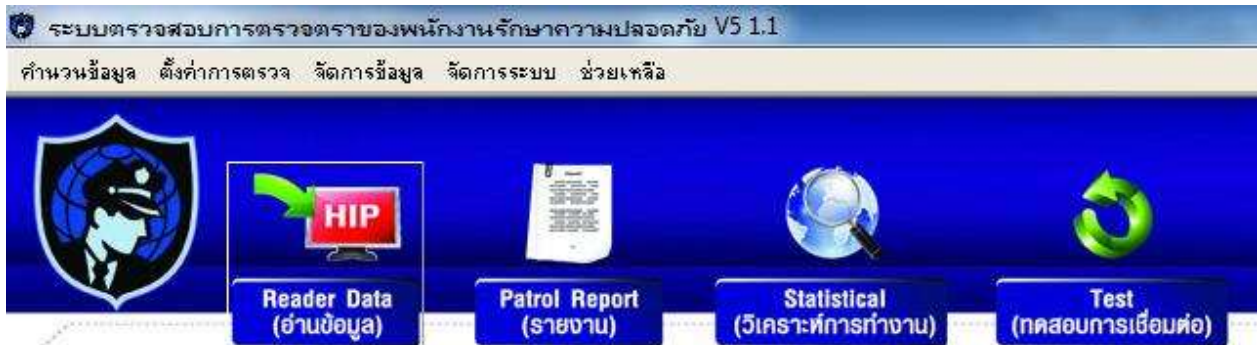 ระบบตรวจสอบการตรวจตราของพนักงานรักษาความปลอดภัย V5 1.1
คำนวนข้อมูล ตั้งค่าการตรวจ จัดการข้อมูล จัดการระบบ ช่วยเหลือ
HIP
Reader Data
(อ่านข้อมูล)
Patrol Report
(รายงาน)
Statistical
(วิเคราะห์การทำงาน)
Test
(ทดสอบการเชื่อมต่อ)